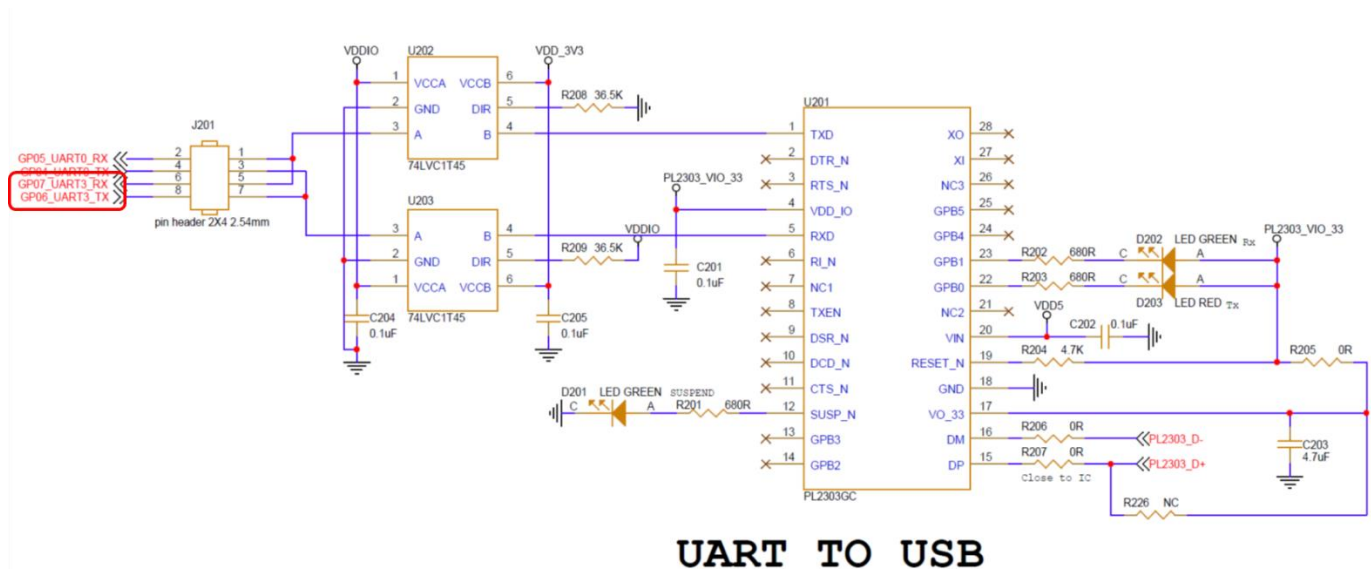 VDDIO
U202
VDD_3V3
1 VCCA VCCB 6
2 GND DIR 5
3 A B 4
74LVC1T45
R208 36.5K
J201
GP05_UART0_RX
GP04_UART0_TX
GP07_UART3_RX
GP06_UART3_TX
2 1
4 3
6 5
8 7
pin header 2X4 2.54mm
U203
3 A B 4
2 GND DIR 5
1 VCCA VCCB 6
74LVC1T45
R209 36.5K
VDDIO
C204
0.1uF
C205
0.1uF
PL2303_VIO_33
C201
0.1uF
D201 LED GREEN SUSPEND
C A R201 680R
U201
1 TXD XO 28
2 DTR_N XI 27
3 RTS_N NC3 26
4 VDD_IO GPB5 25
5 RXD GPB4 24
6 RI_N GPB1 23
7 NC1 GPB0 22
8 TXEN NC2 21
9 DSR_N VIN 20
10 DCD_N RESET_N 19
11 CTS_N GND 18
12 SUSP_N VO_33 17
13 GPB3 DM 16
14 GPB2 DP 15
PL2303GC
R202 680R C D202 LED GREEN Rx A
PL2303_VIO_33
R203 680R C A
D203 LED RED Tx
VDD5
C202 0.1uF
R204 4.7K
R205 0R
R206 0R
PL2303_D-
R207 0R
PL2303_D+
Close to IC
C203
4.7uF
R226 NC
UART TO USB